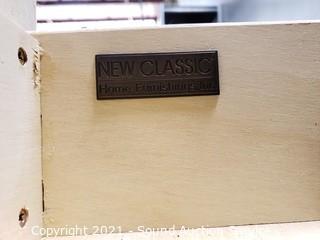 NEW CLASSIC
Home Furnishings, Inc.
Copyright 2021 - Sound Auction Service